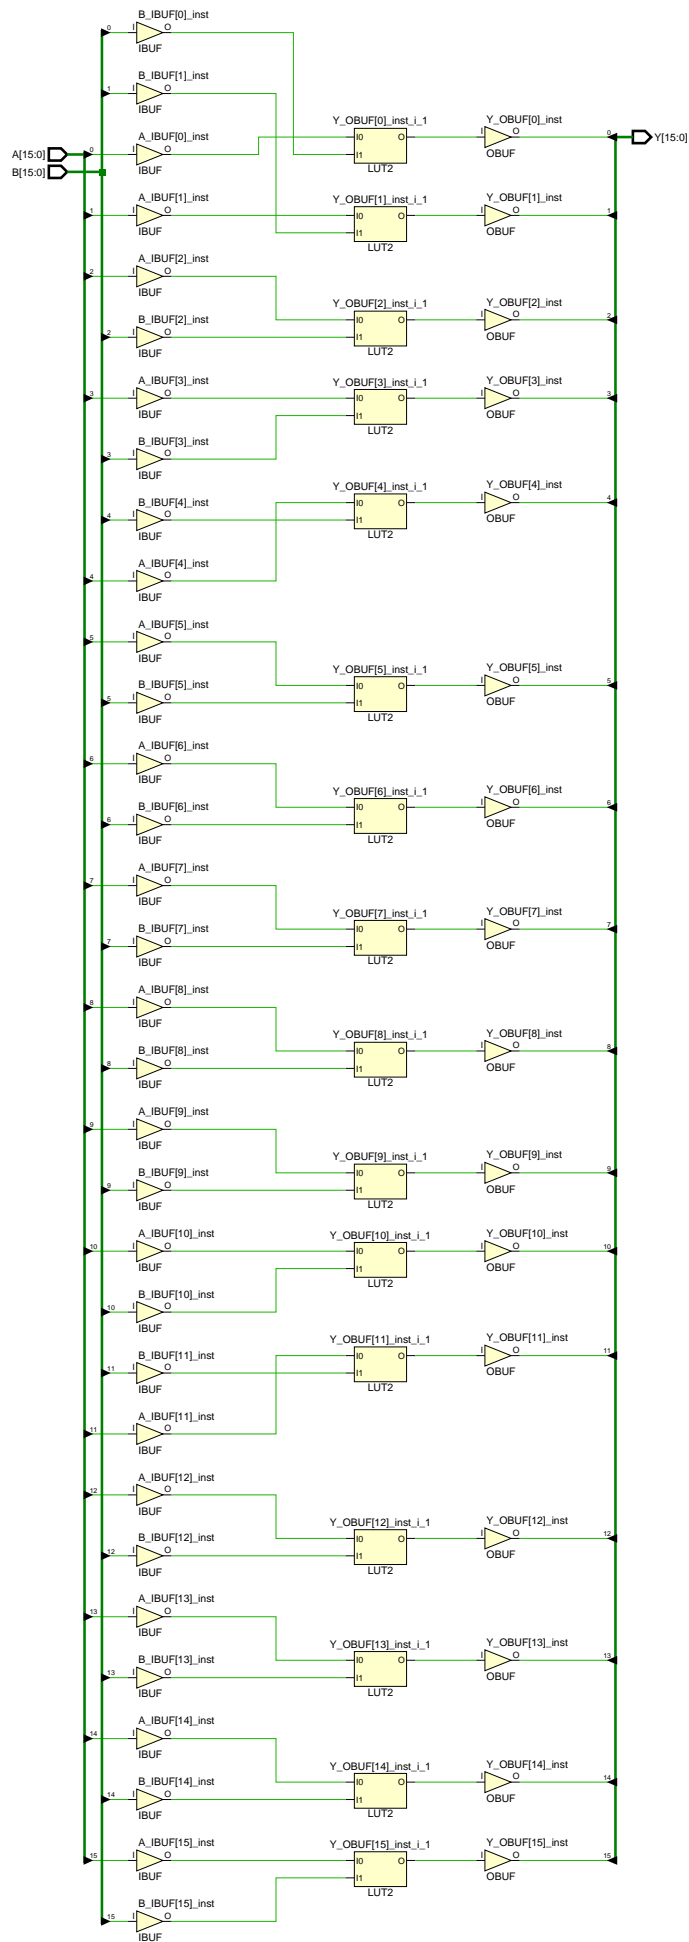 B_IBUF[0]_inst
0 I O
IBUF
B_IBUF[1]_inst
1 I O
IBUF
A_IBUF[0]_inst
A[15:0] 0 I O
IBUF
B[15:0]
Y_OBUF[0]_inst_i_1
I0 O
I1
LUT2
Y_OBUF[0]_inst
I O 0 Y[15:0]
OBUF
A_IBUF[1]_inst
1 I O
IBUF
Y_OBUF[1]_inst_i_1
I0 O
I1
LUT2
Y_OBUF[1]_inst
I O 1
OBUF
A_IBUF[2]_inst
2 I O
IBUF
B_IBUF[2]_inst
2 I O
IBUF
Y_OBUF[2]_inst_i_1
I0 O
I1
LUT2
Y_OBUF[2]_inst
I O 2
OBUF
A_IBUF[3]_inst
3 I O
IBUF
B_IBUF[3]_inst
3 I O
IBUF
Y_OBUF[3]_inst_i_1
I0 O
I1
LUT2
Y_OBUF[3]_inst
I O 3
OBUF
B_IBUF[4]_inst
4 I O
IBUF
A_IBUF[4]_inst
4 I O
IBUF
Y_OBUF[4]_inst_i_1
I0 O
I1
LUT2
Y_OBUF[4]_inst
I O 4
OBUF
A_IBUF[5]_inst
5 I O
IBUF
B_IBUF[5]_inst
5 I O
IBUF
Y_OBUF[5]_inst_i_1
I0 O
I1
LUT2
Y_OBUF[5]_inst
I O 5
OBUF
A_IBUF[6]_inst
6 I O
IBUF
B_IBUF[6]_inst
6 I O
IBUF
Y_OBUF[6]_inst_i_1
I0 O
I1
LUT2
Y_OBUF[6]_inst
I O 6
OBUF
A_IBUF[7]_inst
7 I O
IBUF
B_IBUF[7]_inst
7 I O
IBUF
Y_OBUF[7]_inst_i_1
I0 O
I1
LUT2
Y_OBUF[7]_inst
I O 7
OBUF
A_IBUF[8]_inst
8 I O
IBUF
B_IBUF[8]_inst
8 I O
IBUF
Y_OBUF[8]_inst_i_1
I0 O
I1
LUT2
Y_OBUF[8]_inst
I O 8
OBUF
A_IBUF[9]_inst
9 I O
IBUF
B_IBUF[9]_inst
9 I O
IBUF
Y_OBUF[9]_inst_i_1
I0 O
I1
LUT2
Y_OBUF[9]_inst
I O 9
OBUF
A_IBUF[10]_inst
10 I O
IBUF
B_IBUF[10]_inst
10 I O
IBUF
Y_OBUF[10]_inst_i_1
I0 O
I1
LUT2
Y_OBUF[10]_inst
I O 10
OBUF
B_IBUF[11]_inst
11 I O
IBUF
A_IBUF[11]_inst
11 I O
IBUF
Y_OBUF[11]_inst_i_1
I0 O
I1
LUT2
Y_OBUF[11]_inst
I O 11
OBUF
A_IBUF[12]_inst
12 I O
IBUF
B_IBUF[12]_inst
12 I O
IBUF
Y_OBUF[12]_inst_i_1
I0 O
I1
LUT2
Y_OBUF[12]_inst
I O 12
OBUF
A_IBUF[13]_inst
13 I O
IBUF
B_IBUF[13]_inst
13 I O
IBUF
Y_OBUF[13]_inst_i_1
I0 O
I1
LUT2
Y_OBUF[13]_inst
I O 13
OBUF
A_IBUF[14]_inst
14 I O
IBUF
B_IBUF[14]_inst
14 I O
IBUF
Y_OBUF[14]_inst_i_1
I0 O
I1
LUT2
Y_OBUF[14]_inst
I O 14
OBUF
A_IBUF[15]_inst
15 I O
IBUF
B_IBUF[15]_inst
15 I O
IBUF
Y_OBUF[15]_inst_i_1
I0 O
I1
LUT2
Y_OBUF[15]_inst
I O 15
OBUF